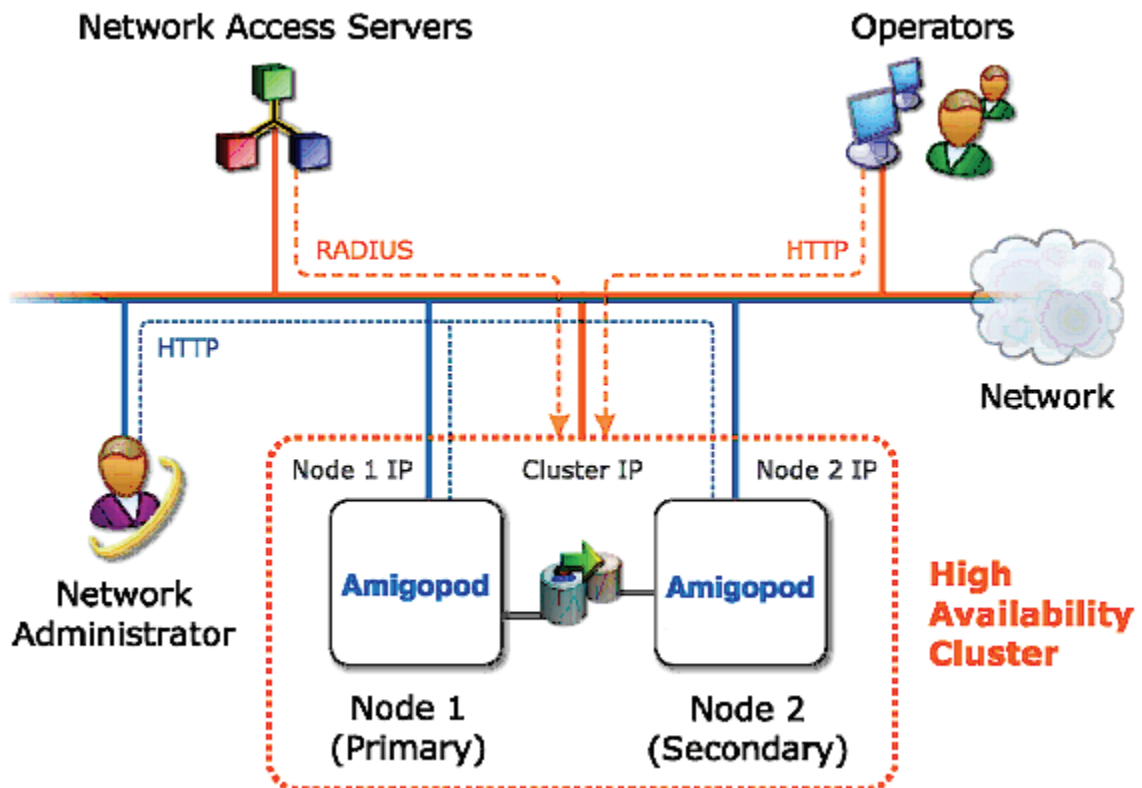 Network Access Servers
Operators
RADIUS
HTTP
HTTP
Network
Node 1 IP
Cluster IP
Node 2 IP
Network
Administrator
Amigopod
Amigopod
High
Availability
Cluster
Node 1
(Primary)
Node 2
(Secondary)